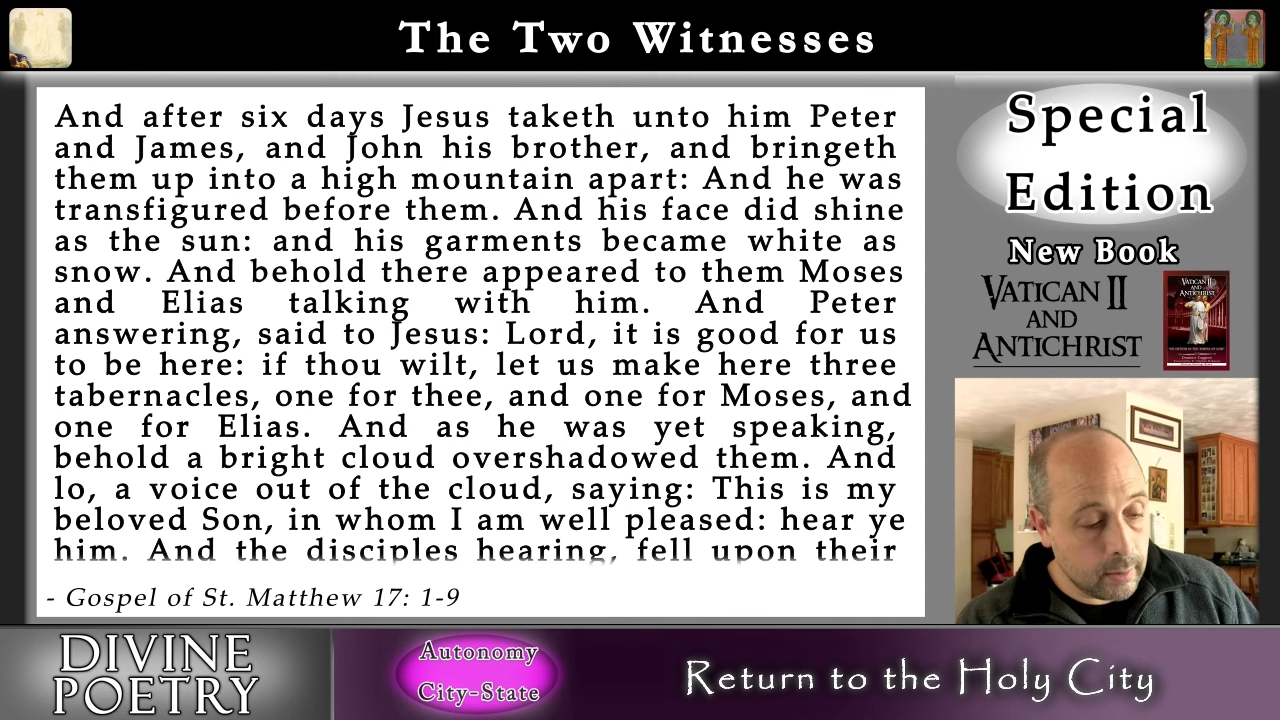 The Two Witnesses
And after six days Jesus taketh unto him Peter
and James, and John his brother, and bringeth
them up into a high mountain apart: And he was
transfigured before them. And his face did shine
as the sun: and his garments became white as
snow. And behold there appeared to them Moses
and Elias talking with him. And Peter
answering, said to Jesus: Lord, it is good for us
to be here: if thou wilt, let us make here three
tabernacles, one for thee, and one for Moses, and
one for Elias. And as he was yet speaking,
behold a bright cloud overshadowed them. And
lo, a voice out of the cloud, saying: This is my
beloved Son, in whom I am well pleased: hear ye
him. And the disciples hearing, fell upon their
- Gospel of St. Matthew 17: 1-9
Special
Edition
New Book
VATICAN II
AND
ANTICHRIST
VATICAN II
AND
ANTICHRIST
DIVINE
POETRY
Autonomy
City-State
Return to the Holy City